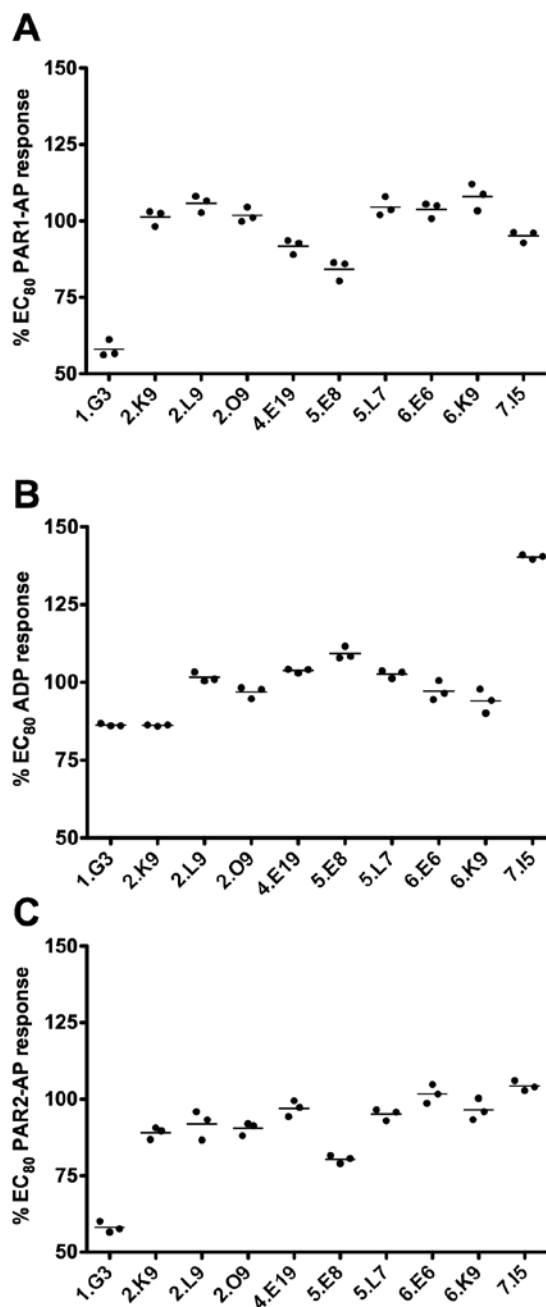 A
% EC80 PAR1-AP response
150
125
100
75
50
1.G3 2.K9 2.L9 2.O9 4.E19 5.E8 5.L7 6.E6 6.K9 7.I5
B
% EC80 ADP response
150
125
100
75
50
1.G3 2.K9 2.L9 2.O9 4.E19 5.E8 5.L7 6.E6 6.K9 7.I5
C
% EC80 PAR2-AP response
150
125
100
75
50
1.G3 2.K9 2.L9 2.O9 4.E19 5.E8 5.L7 6.E6 6.K9 7.I5